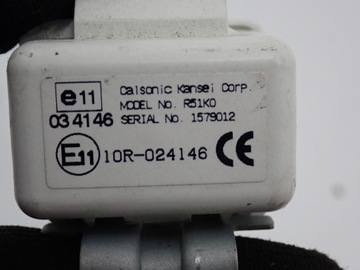 e11 Calsonic Kansei Corp.
MODEL No. R51K0
034146 SERIAL No. 1579012
E11 10R-024146 CE